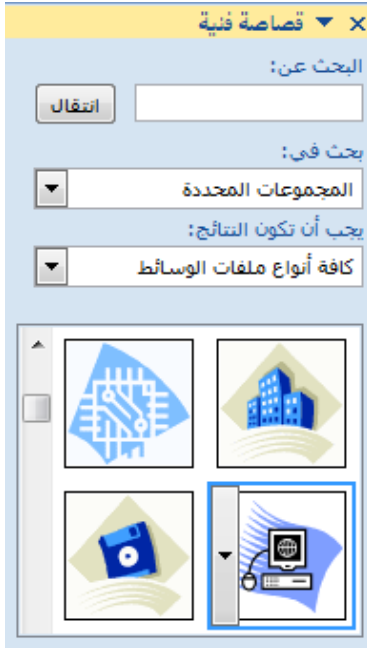 قصاصة فنية
البحث عن:
انتقال
بحث في:
المجموعات المحددة
يجب أن تكون النتائج:
كافة أنواع ملفات الوسائط